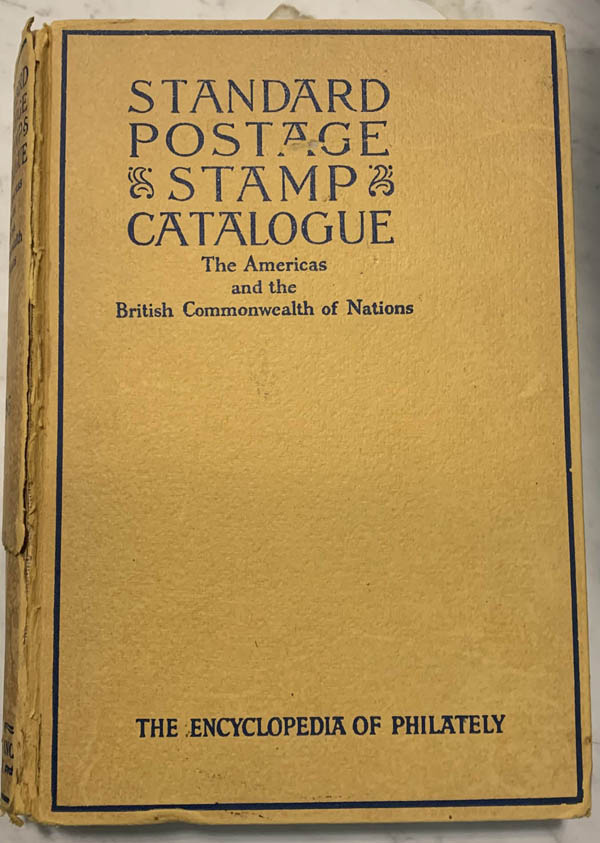 STANDARD
POSTAGE
STAMP
CATALOGUE
The Americas
and the
British Commonwealth of Nations
THE ENCYCLOPEDIA OF PHILATELY